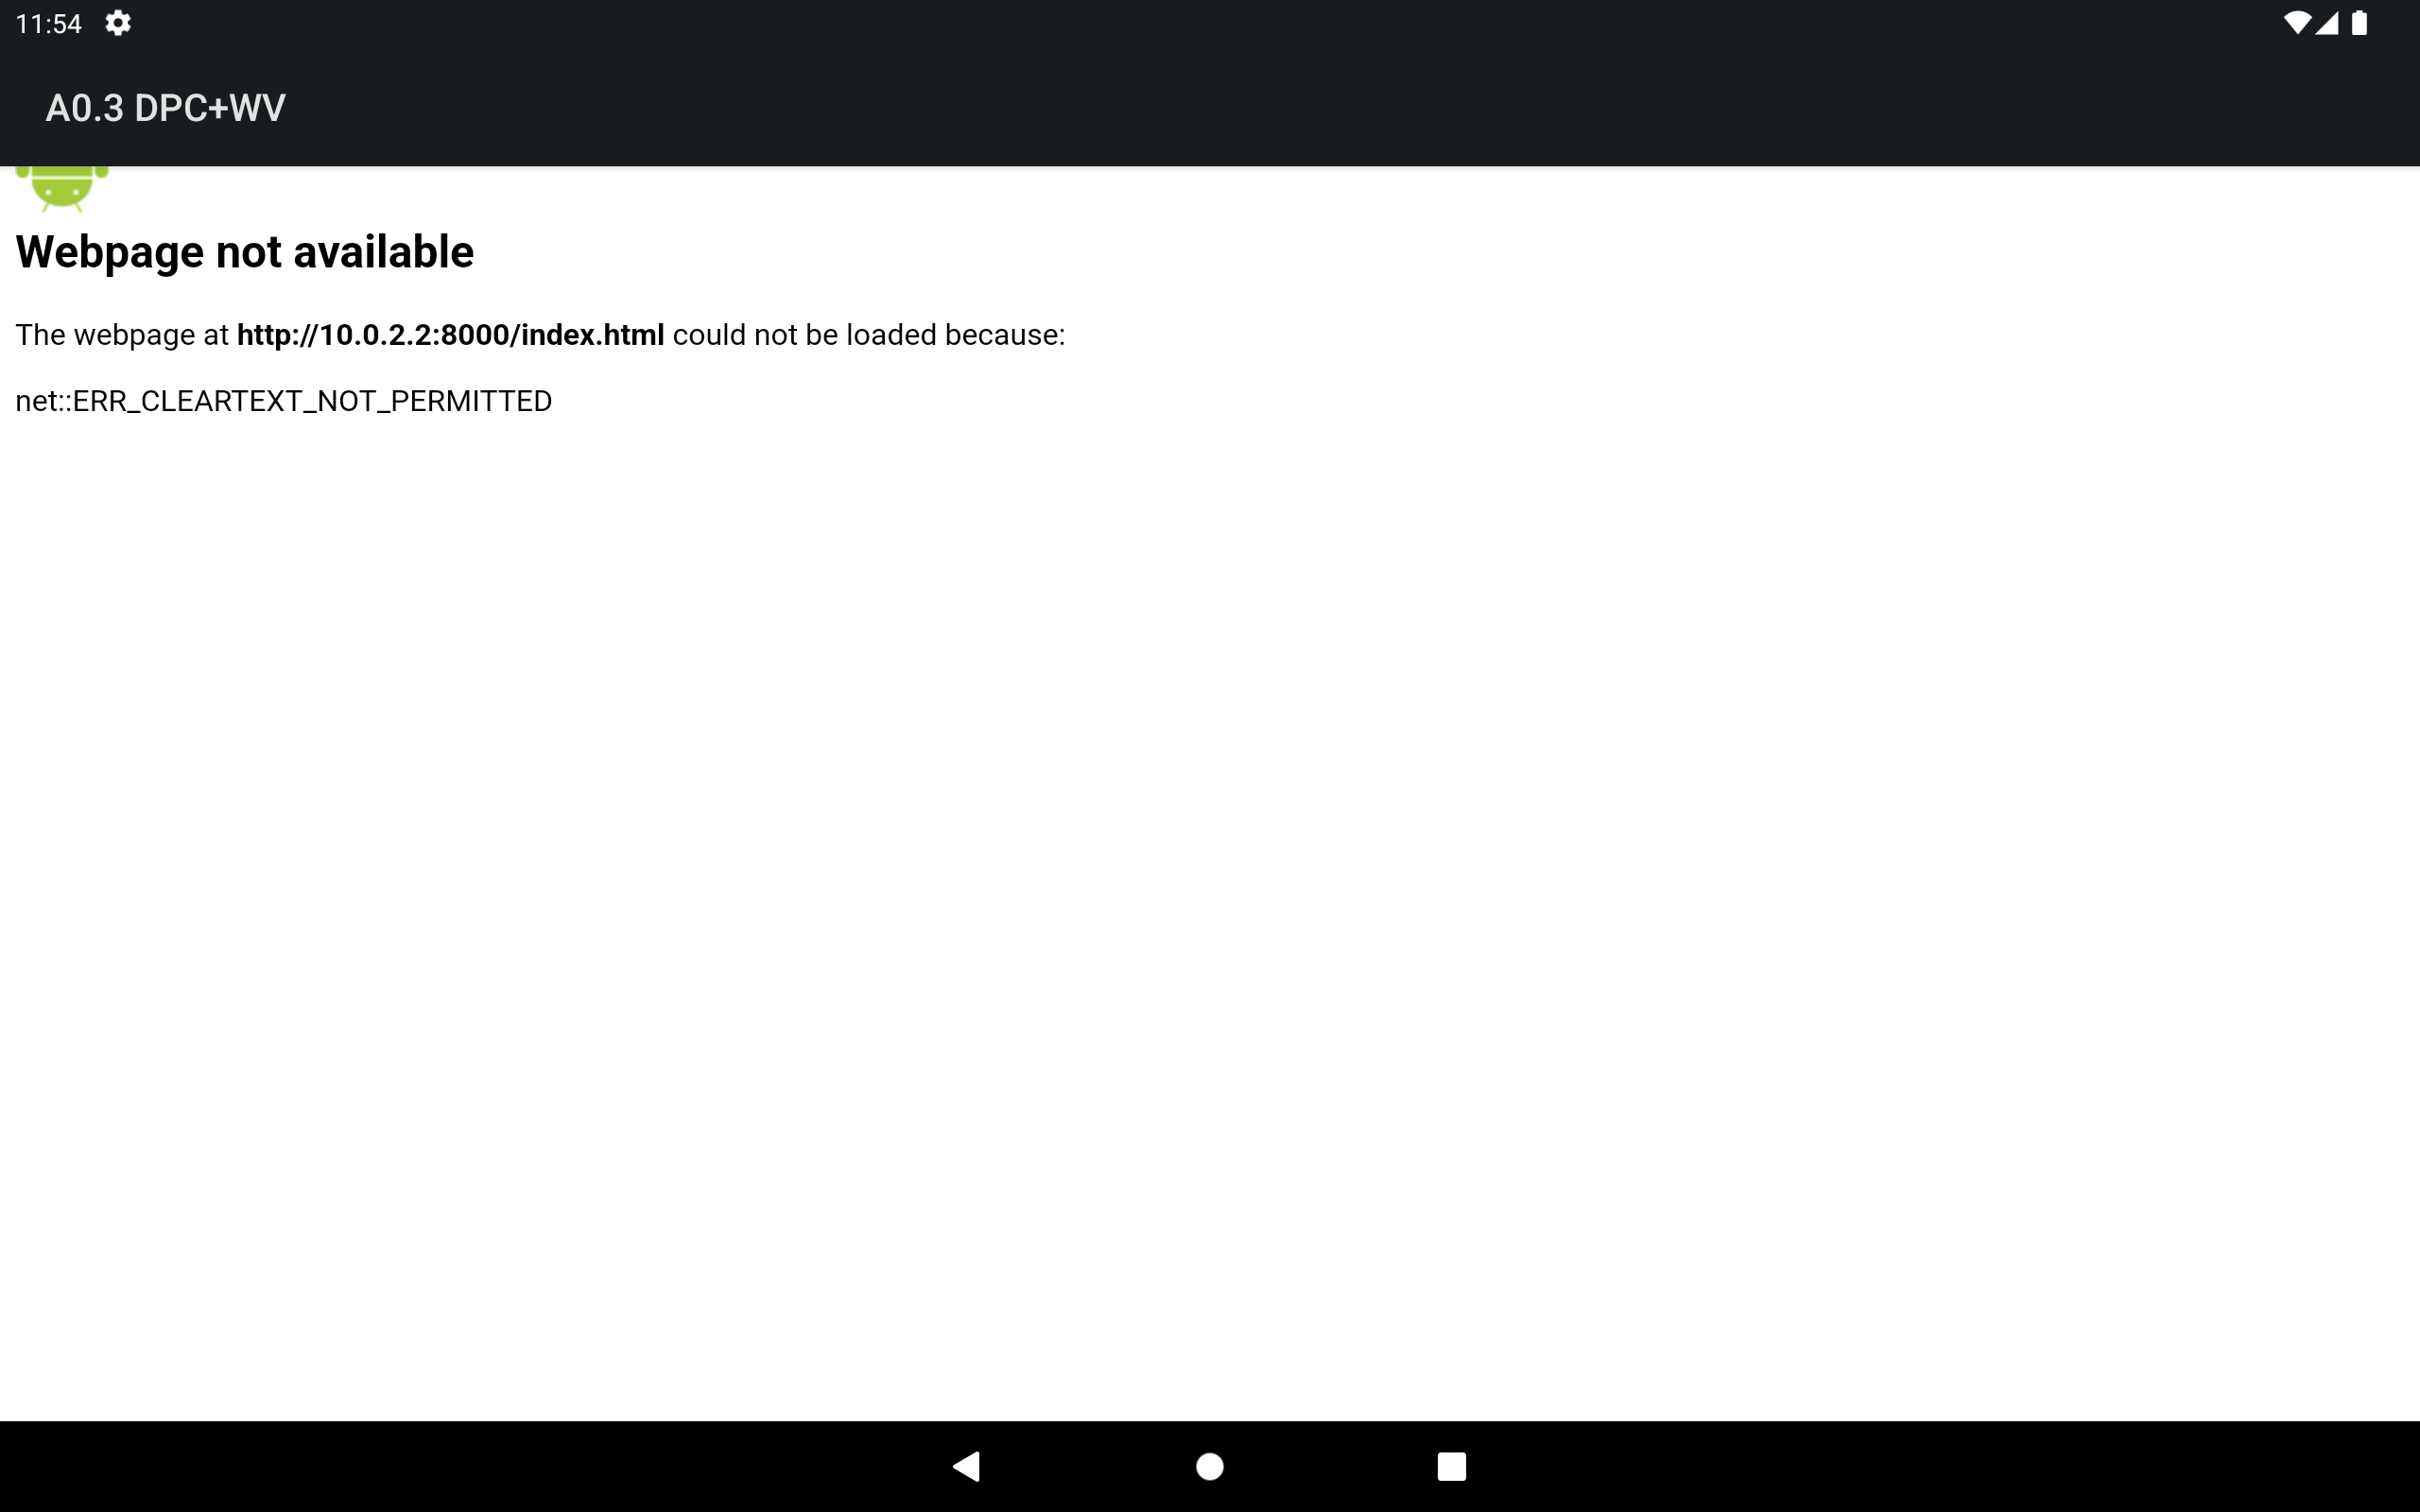 11:54
A0.3 DPC+WV
Webpage not available
The webpage at http://10.0.2.2:8000/index.html could not be loaded because:
net::ERR_CLEARTEXT_NOT_PERMITTED